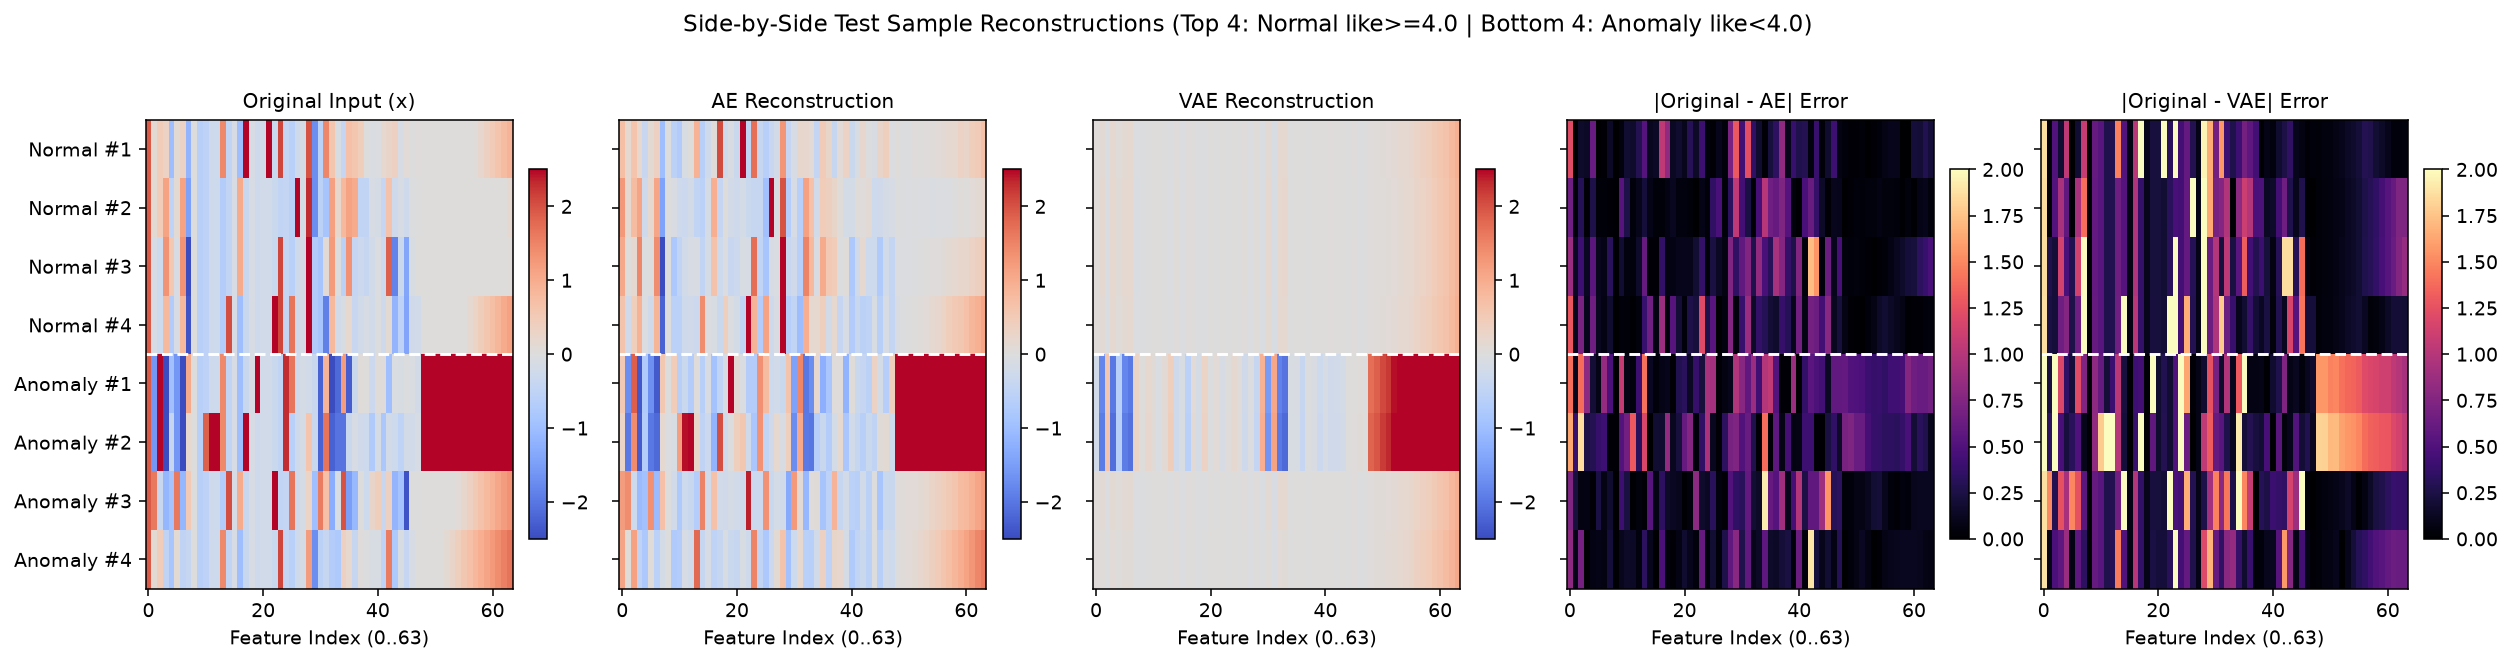 Side-by-Side Test Sample Reconstructions (Top 4: Normal like>=4.0 | Bottom 4: Anomaly like<4.0)
Original Input (x)
Normal #1
Normal #2
Normal #3
Normal #4
Anomaly #1
Anomaly #2
Anomaly #3
Anomaly #4
0 20 40 60
Feature Index (0..63)
2
1
0
−1
−2
AE Reconstruction
0 20 40 60
Feature Index (0..63)
2
1
0
−1
−2
VAE Reconstruction
0 20 40 60
Feature Index (0..63)
2
1
0
−1
−2
|Original - AE| Error
0 20 40 60
Feature Index (0..63)
2.00
1.75
1.50
1.25
1.00
0.75
0.50
0.25
0.00
|Original - VAE| Error
0 20 40 60
Feature Index (0..63)
2.00
1.75
1.50
1.25
1.00
0.75
0.50
0.25
0.00